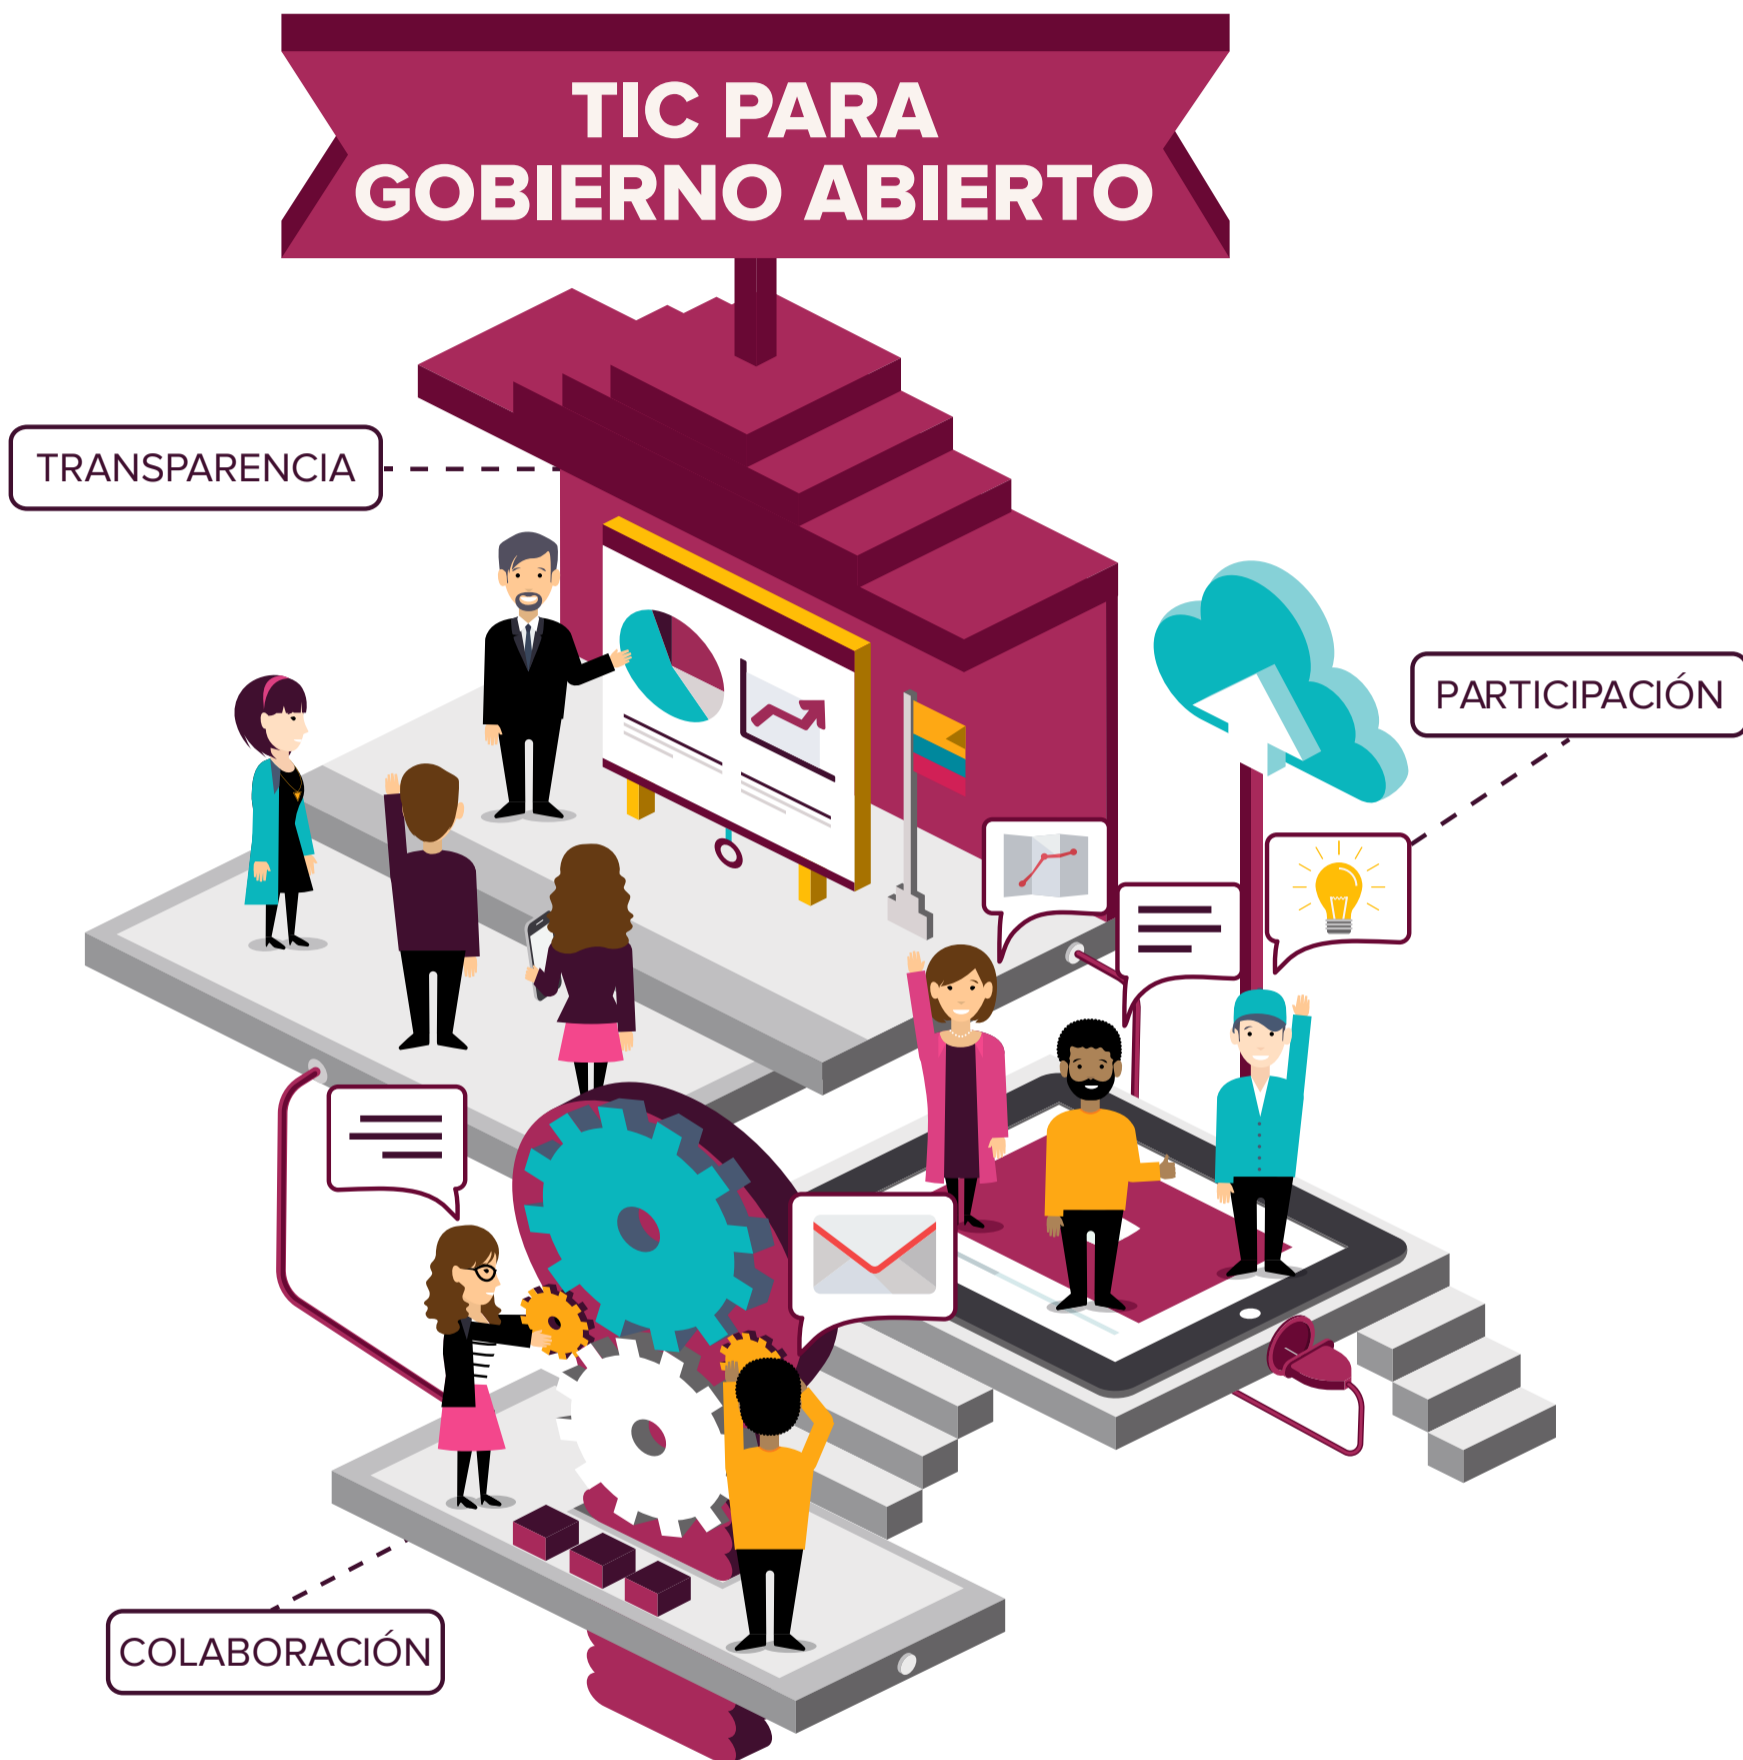 TIC PARA
GOBIERNO ABIERTO
TRANSPARENCIA
PARTICIPACIÓN
COLABORACIÓN